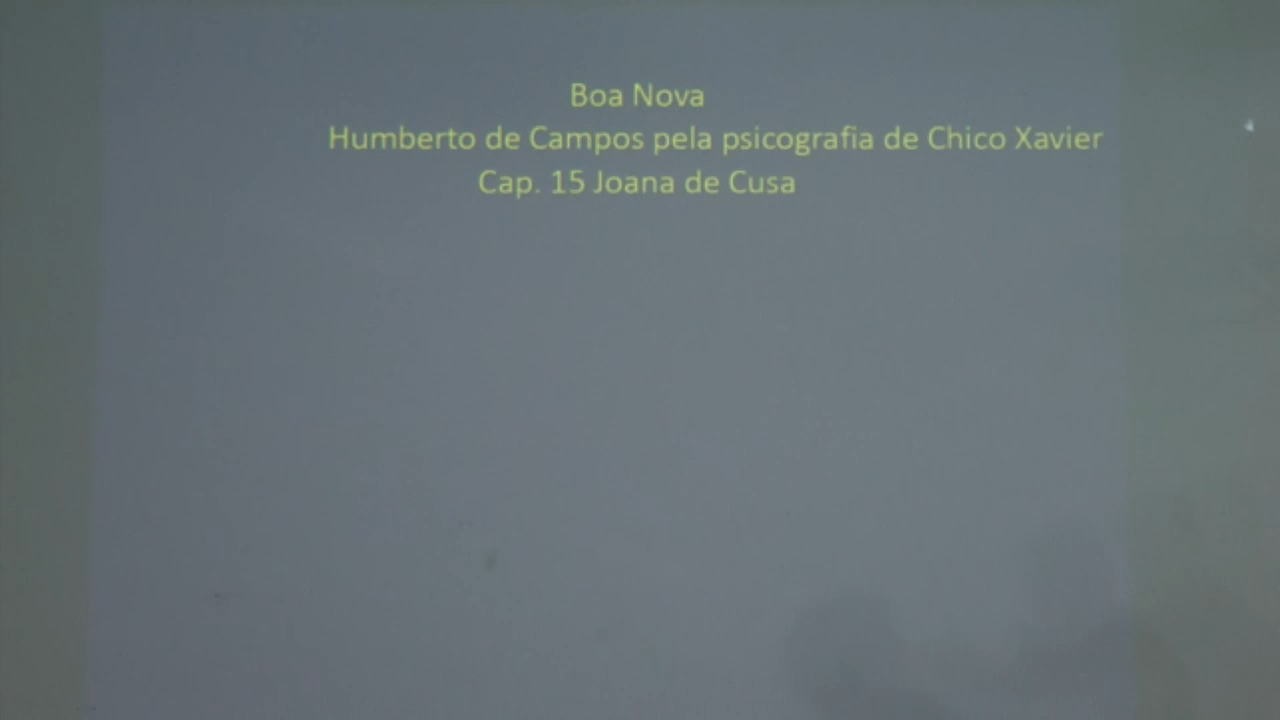 Boa Nova
Humberto de Campos pela psicografia de Chico Xavier
Cap. 15 Joana de Cusa